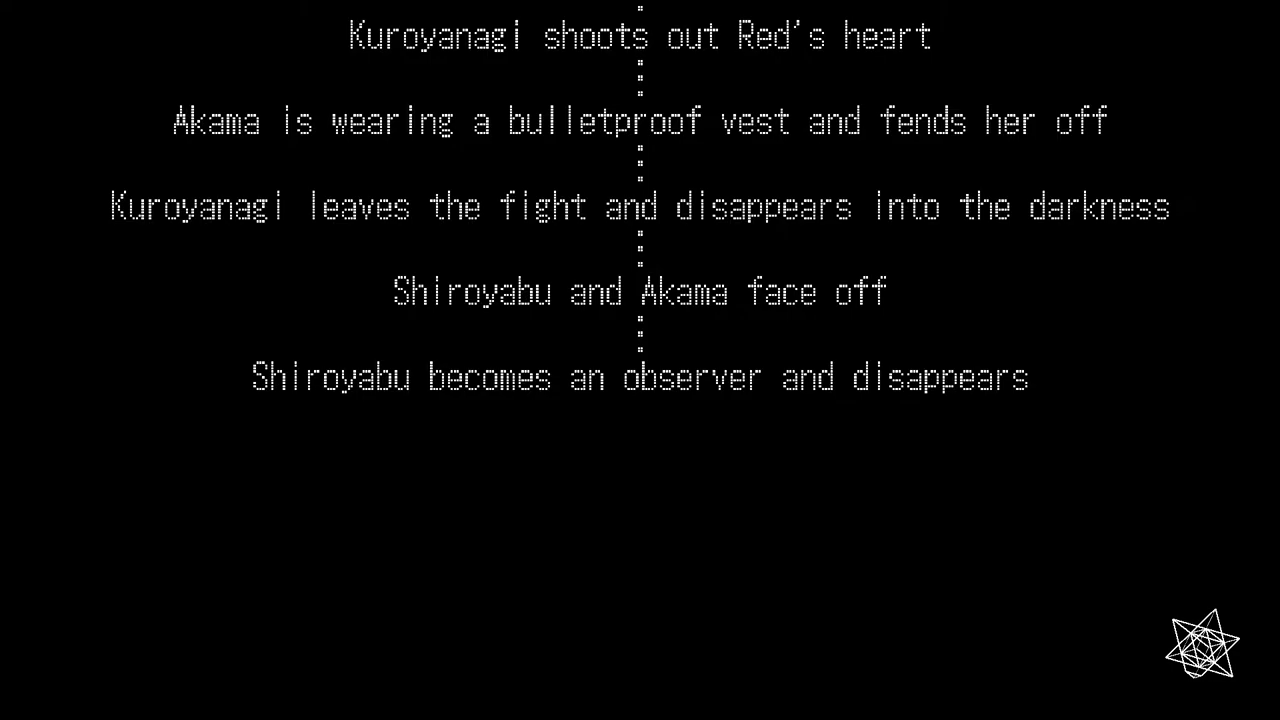 Kuroyanagi shoots out Red's heart
Akama is wearing a bulletproof vest and fends her off
Kuroyanagi leaves the fight and disappears into the darkness
Shiroyabu and Akama face off
Shiroyabu becomes an observer and disappears